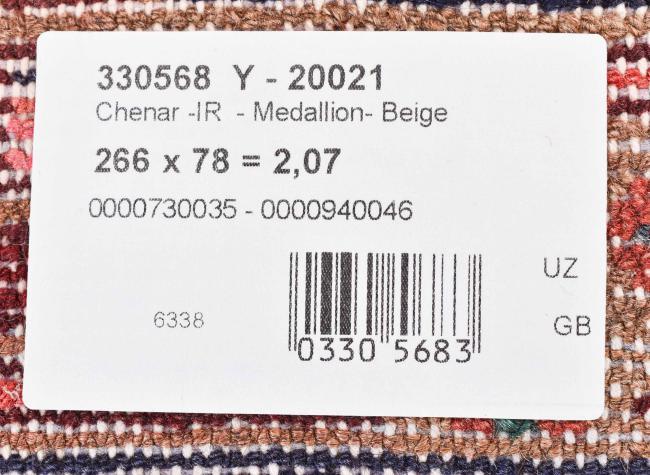 330568 Y - 20021
Chenar -IR - Medallion- Beige
266 x 78 = 2,07
0000730035 - 0000940046
UZ
6338
GB
0330 5683